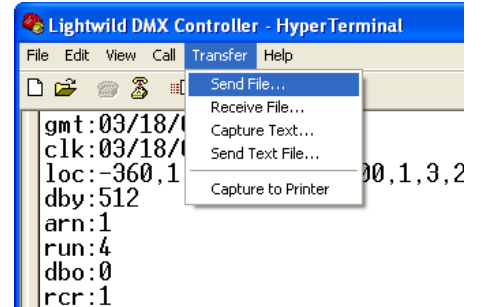 Lightwild DMX Controller - HyperTerminal
File Edit View Call Transfer Help
Send File...
Receive File...
Capture Text...
Send Text File...
Capture to Printer
gmt:03/18/
clk:03/18/
loc:-360,1 00,1,3,2
dby:512
arn:1
run:4
dbo:0
rcr:1